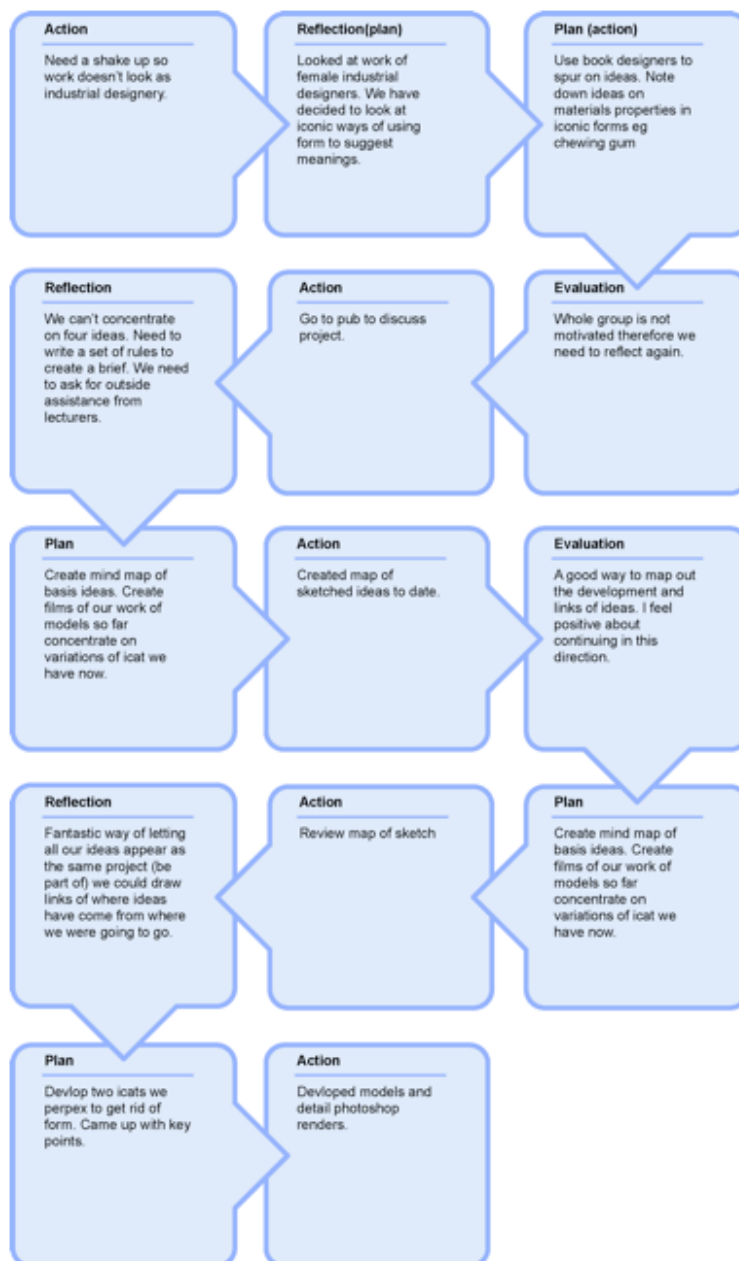 Action
Need a shake up so
work doesn't look as
industrial designery.
Reflection(plan)
Looked at work of
female industrial
designers. We have
decided to look at
iconic ways of using
form to suggest
meanings.
Plan (action)
Use book designers to
spur on ideas. Note
down ideas on
materials properties in
iconic forms eg
chewing gum
Evaluation
Whole group is not
motivated therefore we
need to reflect again.
Action
Go to pub to discuss
project.
Reflection
We can't concentrate
on four ideas. Need to
write a set of rules to
create a brief. We need
to ask for outside
assistance from
lecturers.
Plan
Create mind map of
basis ideas. Create
films of our work of
models so far
concentrate on
variations of icat we
have now.
Action
Created map of
sketched ideas to date.
Evaluation
A good way to map out
the development and
links of ideas. I feel
positive about
continuing in this
direction.
Plan
Create mind map of
basis ideas. Create
films of our work of
models so far
concentrate on
variations of icat we
have now.
Action
Review map of sketch
Reflection
Fantastic way of letting
all our ideas appear as
the same project (be
part of) we could draw
links of where ideas
have come from where
we were going to go.
Plan
Devlop two icats we
perpex to get rid of
form. Came up with key
points.
Action
Devloped models and
detail photoshop
renders.